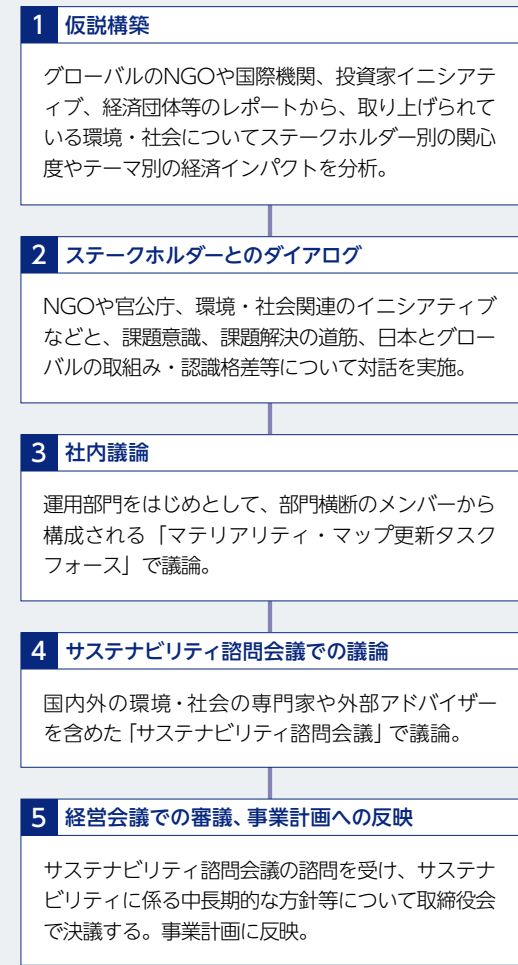 1 仮説構築
グローバルのNGOや国際機関、投資家イニシアテ
ィブ、経済団体等のレポートから、取り上げられて
いる環境・社会についてステークホルダー別の関心
度やテーマ別の経済インパクトを分析。
2 ステークホルダーとのダイアログ
NGOや官公庁、環境・社会関連のイニシアティブ
などと、課題意識、課題解決の道筋、日本とグロー
バルの取組み・認識格差等について対話を実施。
3 社内議論
運用部門をはじめとして、部門横断のメンバーから
構成される「マテリアリティ・マップ更新タスク
フォース」で議論。
4 サステナビリティ諮問会議での議論
国内外の環境・社会の専門家や外部アドバイザー
を含めた「サステナビリティ諮問会議」で議論。
5 経営会議での審議、事業計画への反映
サステナビリティ諮問会議の諮問を受け、サステナ
ビリティに係る中長期的な方針等について取締役会
で決議する。事業計画に反映。